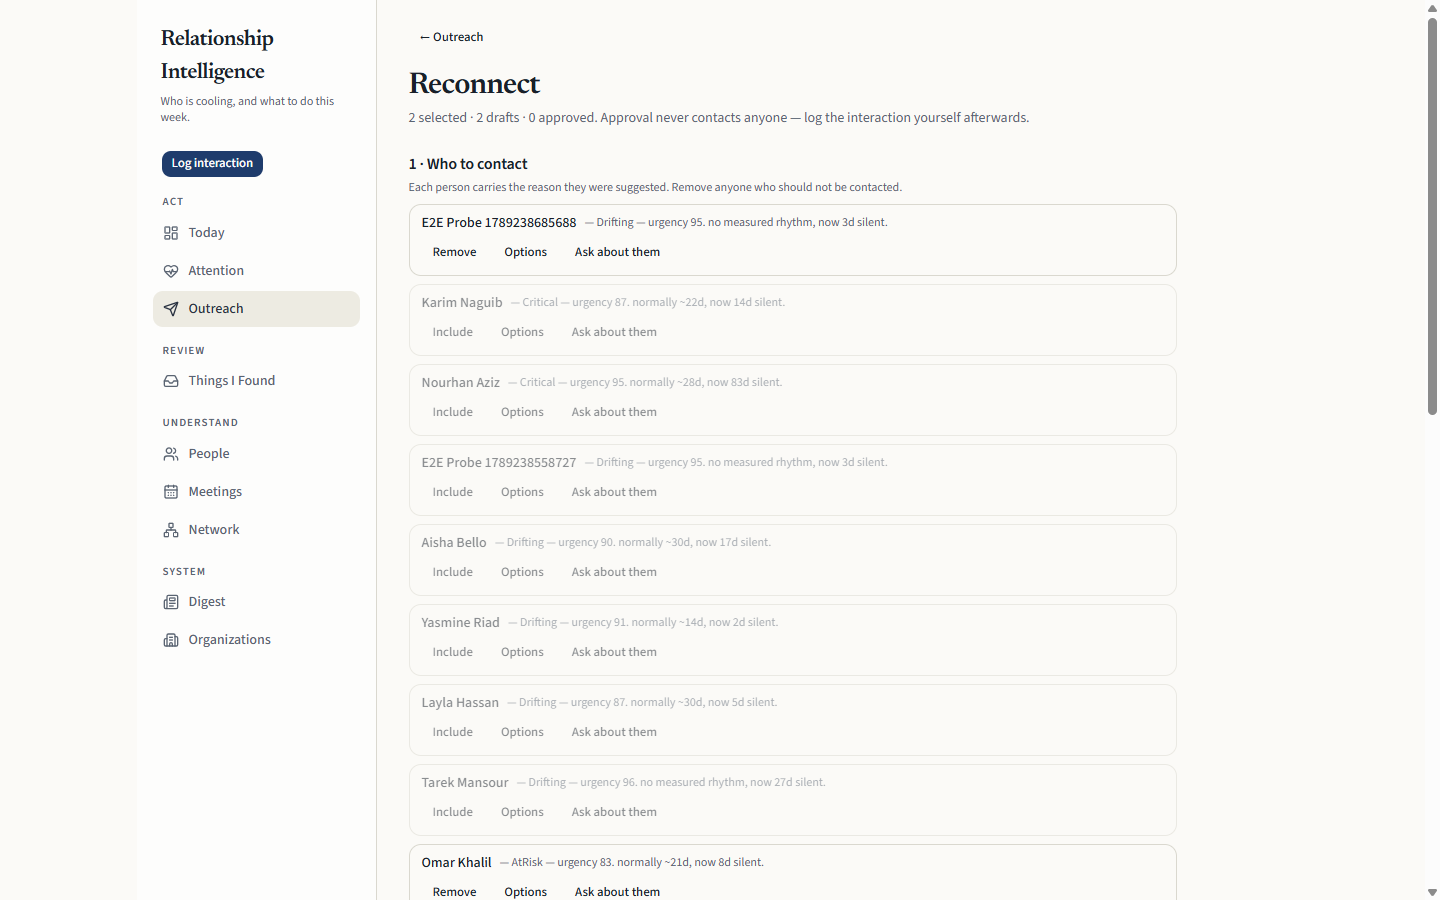 Relationship
Intelligence
Who is cooling, and what to do this
week.
Log interaction
ACT
Today
Attention
Outreach
REVIEW
Things I Found
UNDERSTAND
People
Meetings
Network
SYSTEM
Digest
Organizations
← Outreach
Reconnect
2 selected · 2 drafts · 0 approved. Approval never contacts anyone — log the interaction yourself afterwards.
1 · Who to contact
Each person carries the reason they were suggested. Remove anyone who should not be contacted.
E2E Probe 1789238685688 — Drifting — urgency 95. no measured rhythm, now 3d silent.
Remove Options Ask about them
Karim Naguib — Critical — urgency 87. normally ~22d, now 14d silent.
Include Options Ask about them
Nourhan Aziz — Critical — urgency 95. normally ~28d, now 83d silent.
Include Options Ask about them
E2E Probe 1789238558727 — Drifting — urgency 95. no measured rhythm, now 3d silent.
Include Options Ask about them
Aisha Bello — Drifting — urgency 90. normally ~30d, now 17d silent.
Include Options Ask about them
Yasmine Riad — Drifting — urgency 91. normally ~14d, now 2d silent.
Include Options Ask about them
Layla Hassan — Drifting — urgency 87. normally ~30d, now 5d silent.
Include Options Ask about them
Tarek Mansour — Drifting — urgency 96. no measured rhythm, now 27d silent.
Include Options Ask about them
Omar Khalil — AtRisk — urgency 83. normally ~21d, now 8d silent.
Remove Options Ask about them